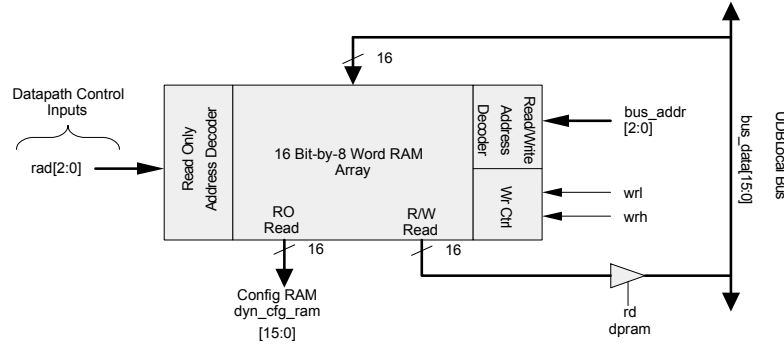 16
Datapath Control
Inputs
rad[2:0]
Read Only
Address Decoder
16 Bit-by-8 Word RAM
Array
Read/Write
Address
Decoder
Wr Ctrl
bus_addr
[2:0]
wrl
wrh
RO
Read
R/W
Read
16
16
Config RAM
dyn_cfg_ram
[15:0]
rd
dpram
bus_data[15:0]
UDB Local Bus